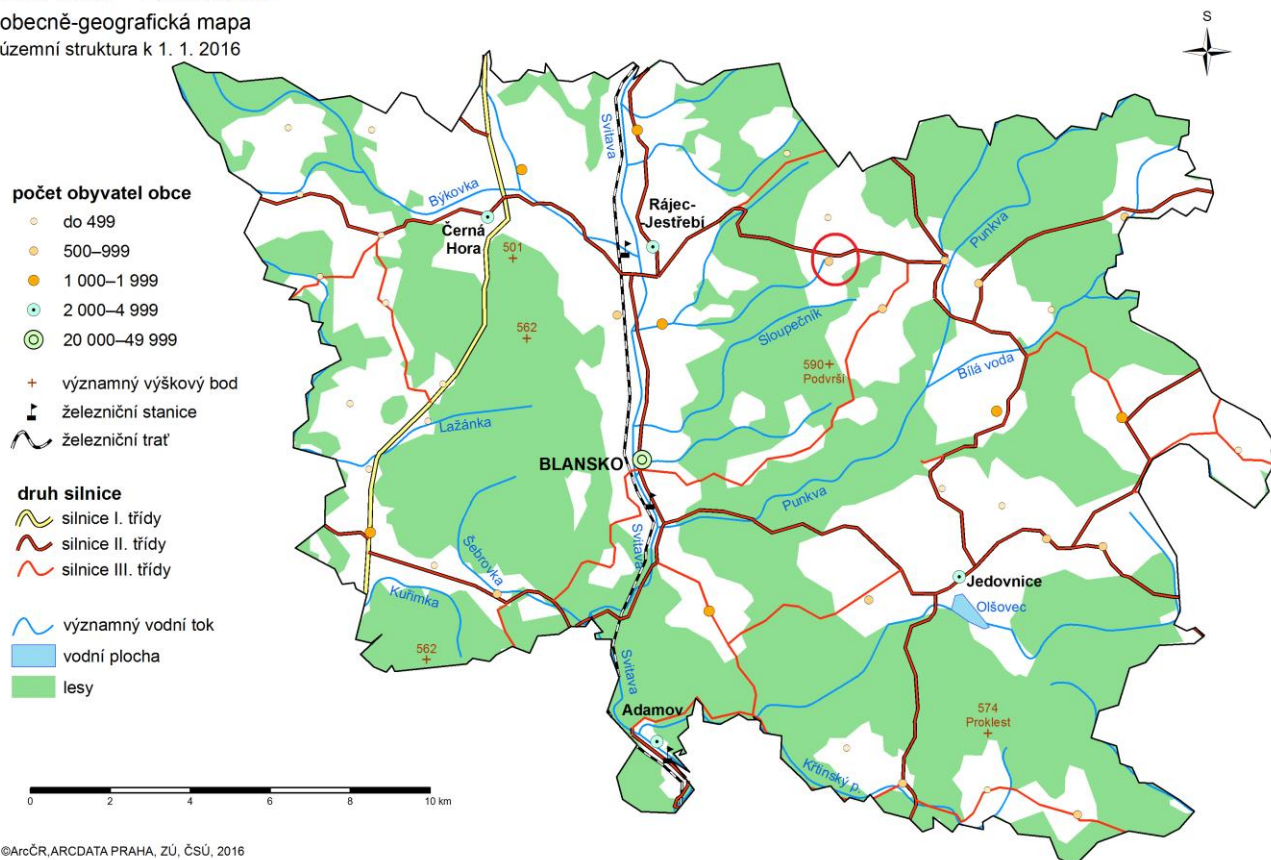 obecně-geografická mapa
územní struktura k 1. 1. 2016
S
počet obyvatel obce
do 499
500–999
1 000–1 999
2 000–4 999
20 000–49 999
významný výškový bod
železniční stanice
železniční trať
druh silnice
silnice I. třídy
silnice II. třídy
silnice III. třídy
významný vodní tok
vodní plocha
lesy
0 2 4 6 8 10 km
©ArcČR,ARCDATA PRAHA, ZÚ, ČSÚ, 2016
Svitava
Býkovka
Rájec-
-Jestřebí
Černá
Hora
501
Punkva
562
Sloupečník
590
Podvrší
Bílá voda
Lažánka
BLANSKO
Punkva
Svitava
Šebrovka
Kuřimka
Jedovnice
Olšovec
562
Svitava
Adamov
574
Proklest
Křtinský p.